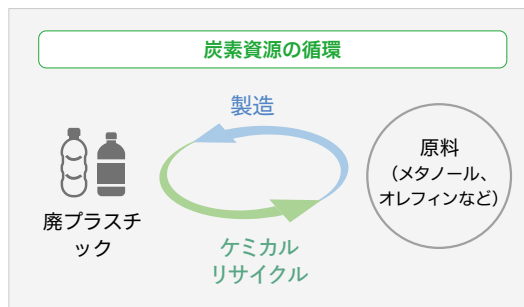 炭素資源の循環
製造
廃プラスチ
ック
原料
（メタノール、
オレフィンなど）
ケミカル
リサイクル